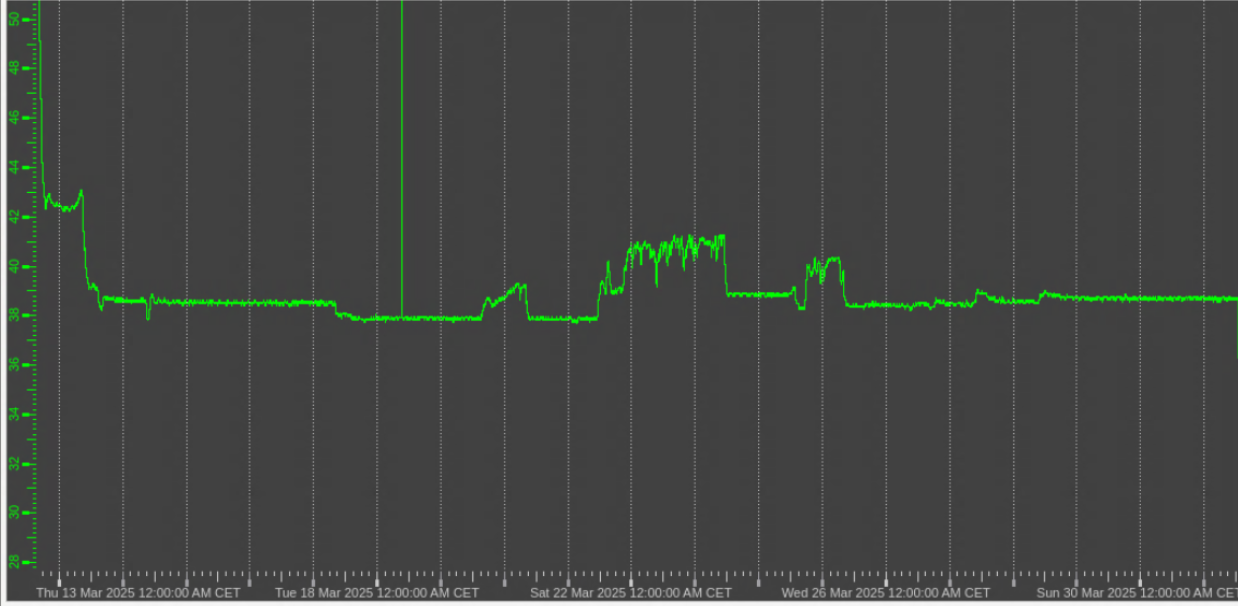 50
48
46
44
42
40
38
36
34
32
30
28
Thu 13 Mar 2025 12:00:00 AM CET
Tue 18 Mar 2025 12:00:00 AM CET
Sat 22 Mar 2025 12:00:00 AM CET
Wed 26 Mar 2025 12:00:00 AM CET
Sun 30 Mar 2025 12:00:00 AM CET